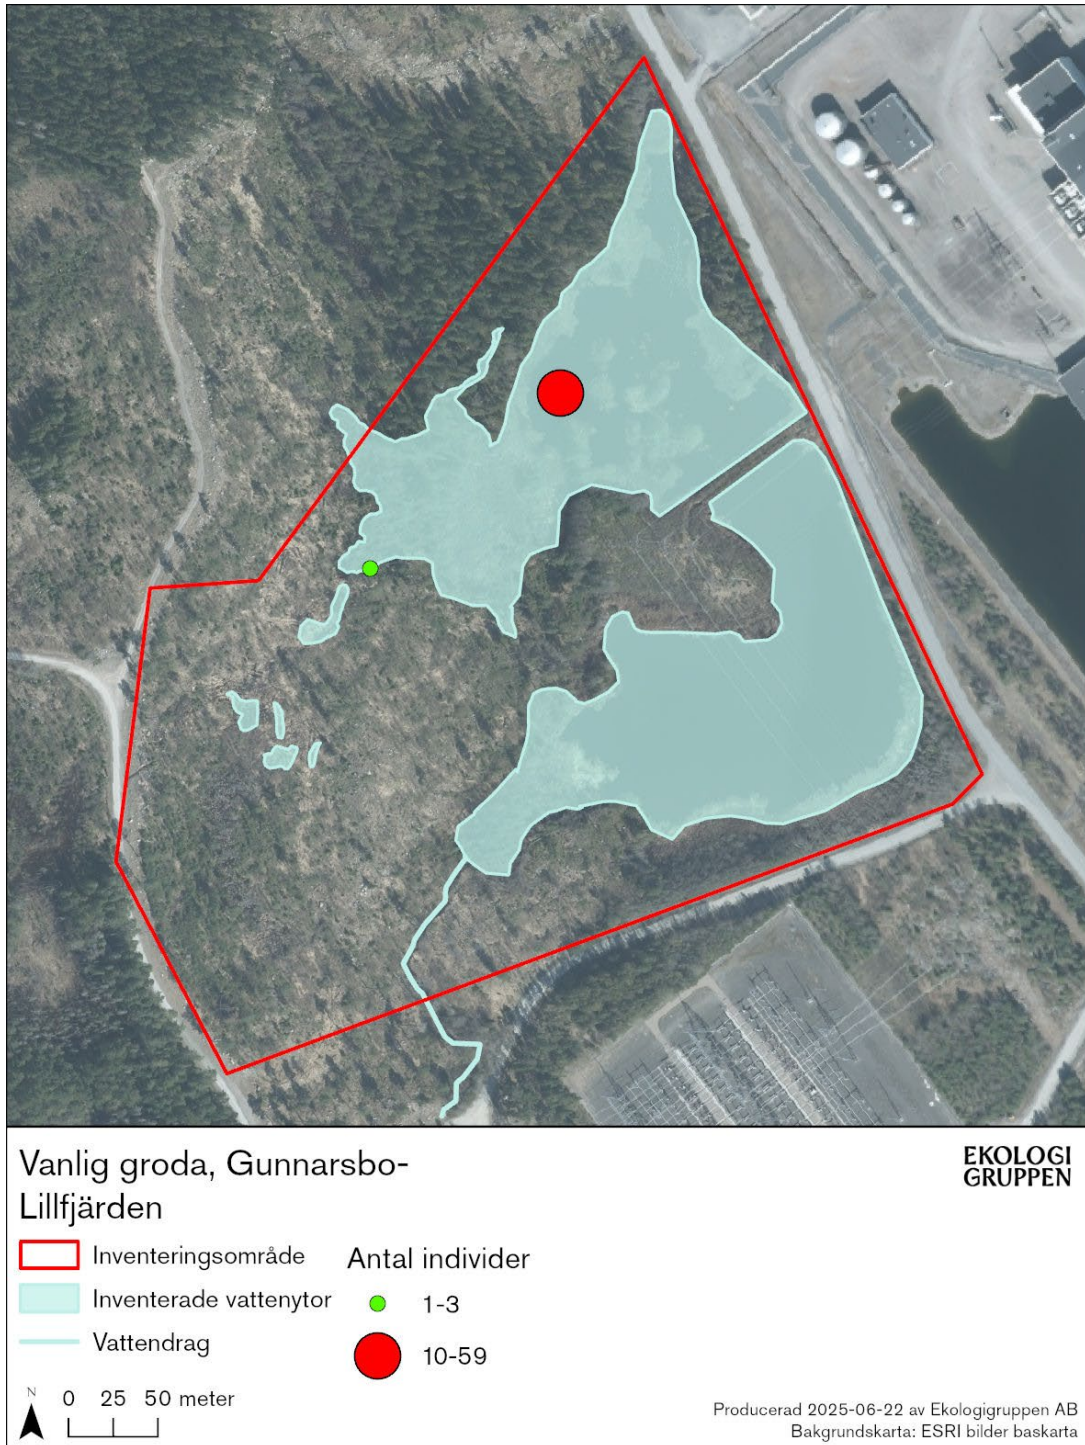 Vanlig groda, Gunnarsbo-
Lillfjärden
EKOLOGI
GRUPPEN
Inventeringsområde
Inventerade vattenytor
Vattendrag
Antal individer
1-3
10-59
N
0 25 50 meter
Producerad 2025-06-22 av Ekologigruppen AB
Bakgrundskarta: ESRI bilder baskarta